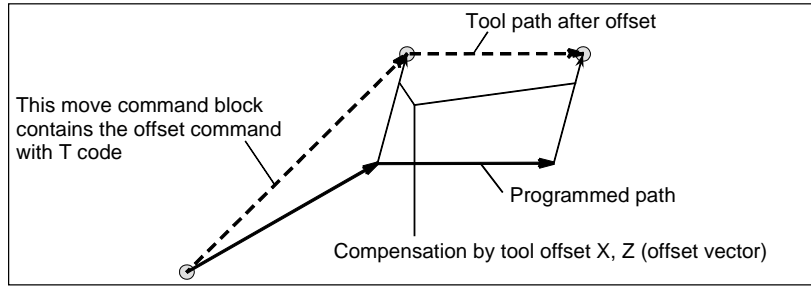 Tool path after offset
This move command block
contains the offset command
with T code
Programmed path
Compensation by tool offset X, Z (offset vector)